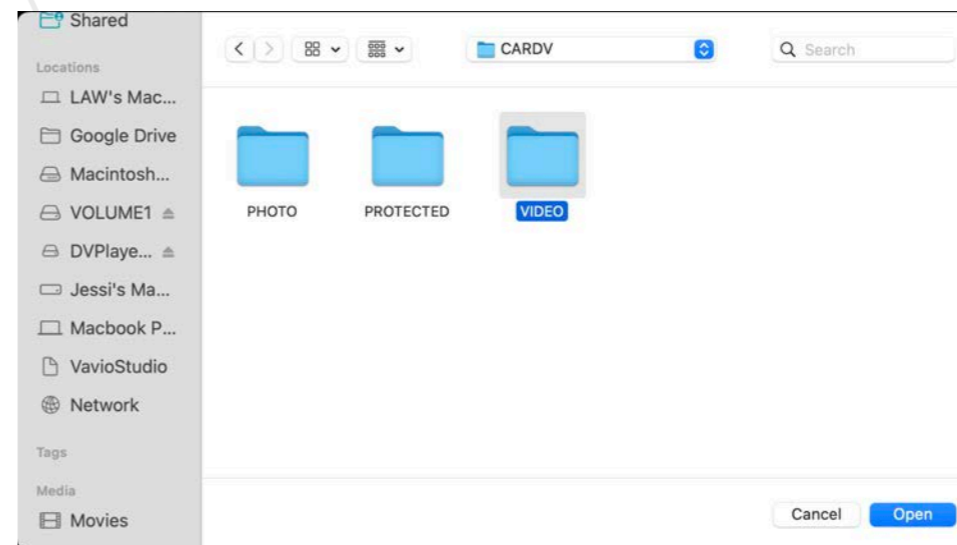 Shared
CARDV
Search
Locations
LAW's Mac...
Google Drive
Macintosh...
VOLUME1
DVPlaye...
Jessi's Ma...
Macbook P...
VavioStudio
Network
Tags
Media
Movies
PHOTO
PROTECTED
VIDEO
Cancel
Open